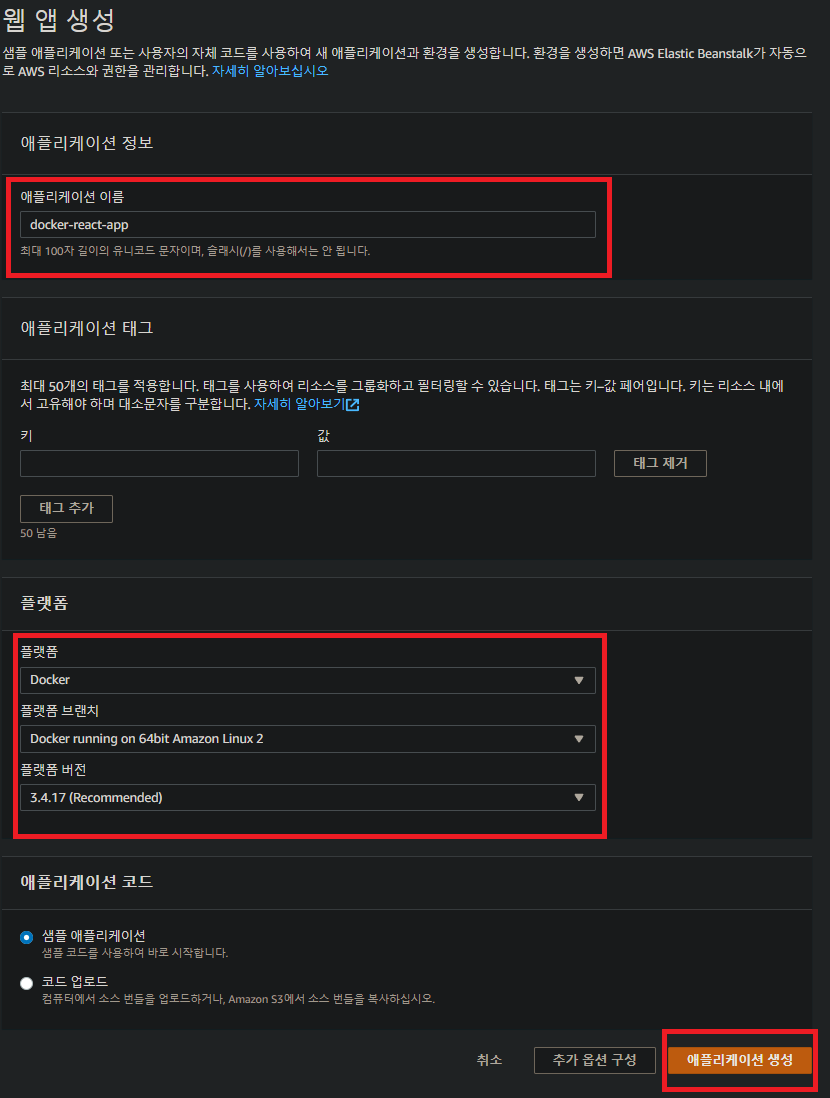 웹 앱 생성
샘플 애플리케이션 또는 사용자의 자체 코드를 사용하여 새 애플리케이션과 환경을 생성합니다. 환경을 생성하면 AWS Elastic Beanstalk가 자동으
로 AWS 리소스와 권한을 관리합니다. 자세히 알아보십시오
애플리케이션 정보
애플리케이션 이름
docker-react-app
최대 100자 길이의 유니코드 문자이며, 슬래시(/)를 사용해서는 안 됩니다.
애플리케이션 태그
최대 50개의 태그를 적용합니다. 태그를 사용하여 리소스를 그룹화하고 필터링할 수 있습니다. 태그는 키–값 페어입니다. 키는 리소스 내에
서 고유해야 하며 대소문자를 구분합니다. 자세히 알아보기
키 값
태그 제거
태그 추가
50 남음
플랫폼
플랫폼
Docker
플랫폼 브랜치
Docker running on 64bit Amazon Linux 2
플랫폼 버전
3.4.17 (Recommended)
애플리케이션 코드
샘플 애플리케이션
샘플 코드를 사용하여 바로 시작합니다.
코드 업로드
컴퓨터에서 소스 번들을 업로드하거나, Amazon S3에서 소스 번들을 복사하십시오.
취소 추가 옵션 구성 애플리케이션 생성